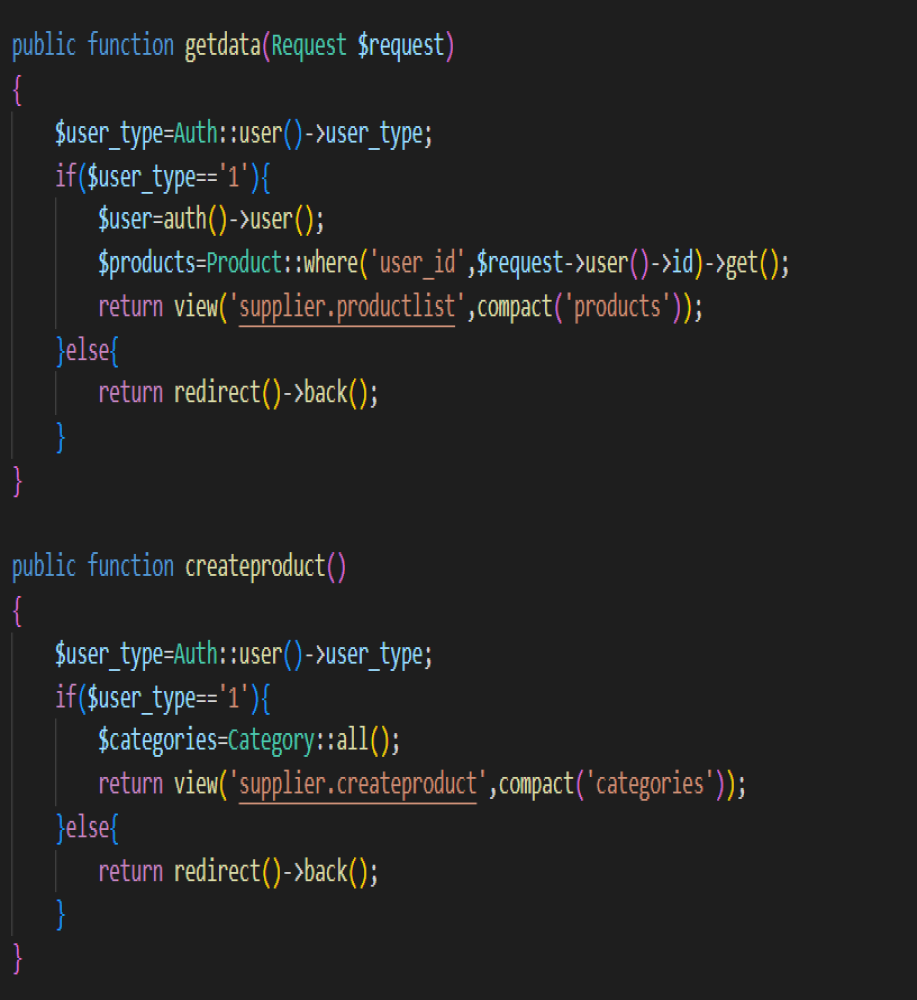 public function getdata(Request $request)
{
    $user_type=Auth::user()->user_type;
    if($user_type=='1'){
        $user=auth()->user();
        $products=Product::where('user_id',$request->user()->id)->get();
        return view('supplier.productlist',compact('products'));
    }else{
        return redirect()->back();
    }
}

public function createproduct()
{
    $user_type=Auth::user()->user_type;
    if($user_type=='1'){
        $categories=Category::all();
        return view('supplier.createproduct',compact('categories'));
    }else{
        return redirect()->back();
    }
}